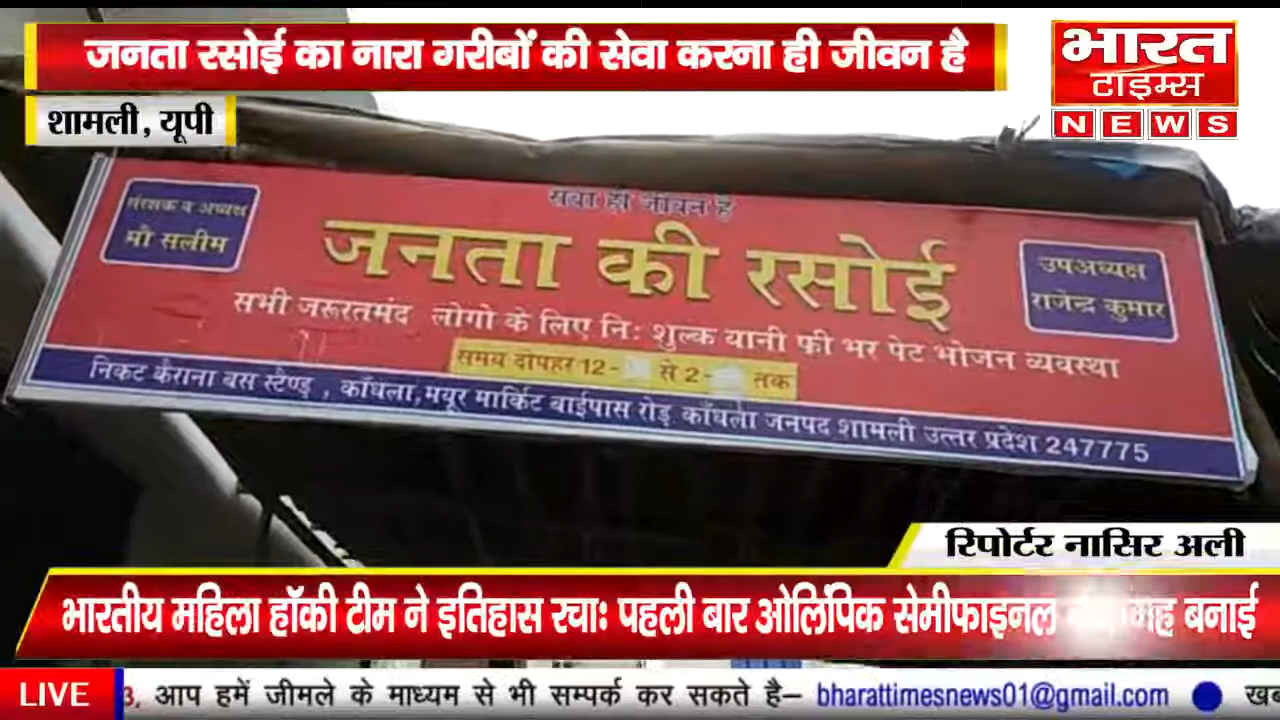 जनता रसोई का नारा गरीबों की सेवा करना ही जीवन है
भारत
टाइम्स
NEWS
शामली, यूपी
सेवा ही जीवन है
संरक्षक व अध्यक्ष
मौ सलीम
जनता की रसोई
उपअध्यक्ष
राजेन्द्र कुमार
सभी जरूरतमंद लोगो के लिए नि: शुल्क यानी फ्री भर पेट भोजन व्यवस्था
समय दोपहर 12- से 2- तक
निकट कैराना बस स्टैण्ड़ , काँधला,मयूर मार्किट बाईपास रोड़ काँधला जनपद शामली उत्तर प्रदेश 247775
रिपोर्टर नासिर अली
भारतीय महिला हॉकी टीम ने इतिहास रचाः पहली बार ओलिंपिक सेमीफाइनल बनाई
LIVE
3, आप हमें जीमले के माध्यम से भी सम्पर्क कर सकते है– bharattimesnews01@gmail.com